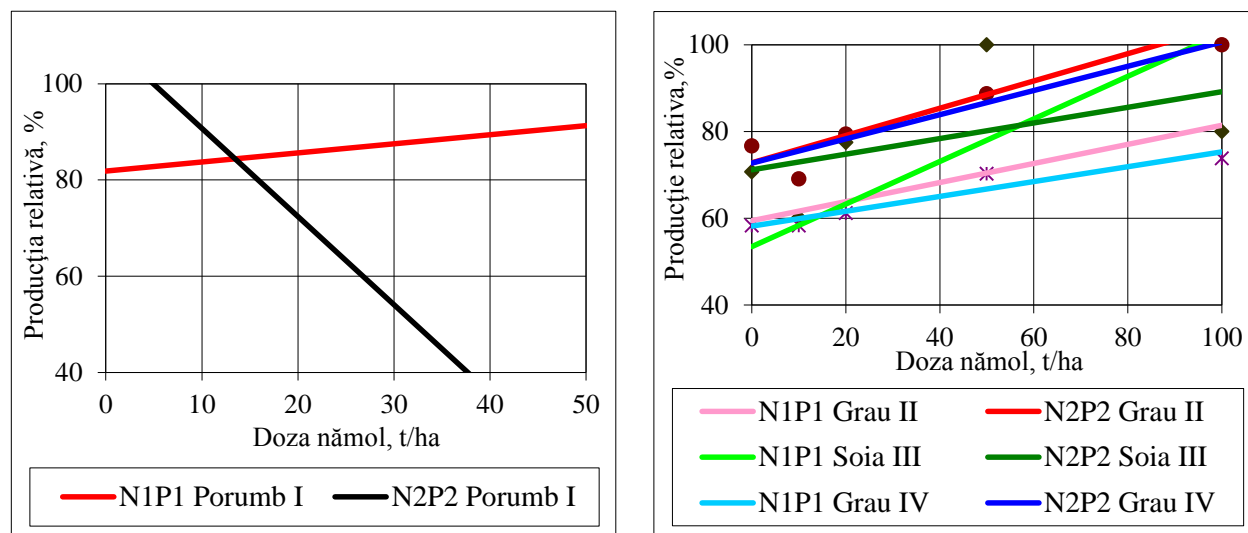 Producția relativă, %
100
80
60
40
0 10 20 30 40 50
Doza nămol, t/ha
N1P1 Porumb I N2P2 Porumb I
Producție relativa,%
100
80
60
40
0 20 40 60 80 100
Doza nămol, t/ha
N1P1 Grau II N2P2 Grau II
N1P1 Soia III N2P2 Soia III
N1P1 Grau IV N2P2 Grau IV